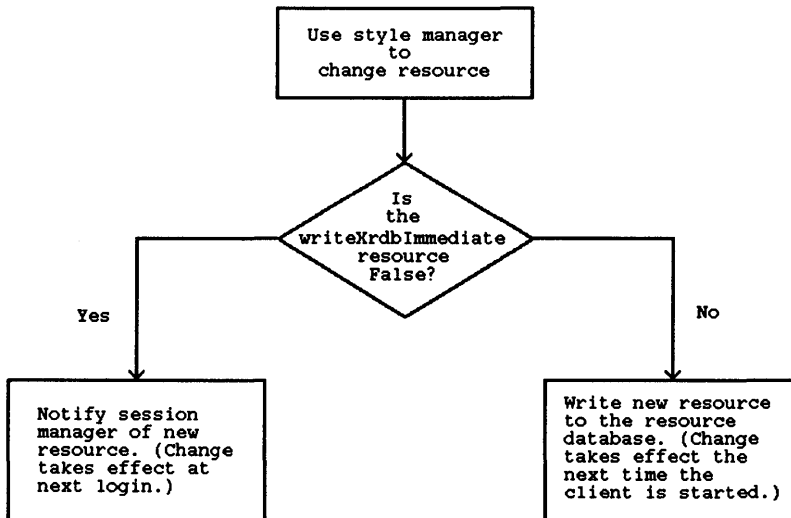 Use style manager
to
change resource
Is
the
writeXrdbImmediate
resource
False?
Yes
No
Notify session
manager of new
resource. (Change
takes effect at
next login.)
Write new resource
to the resource
database. (Change
takes effect the
next time the
client is started.)